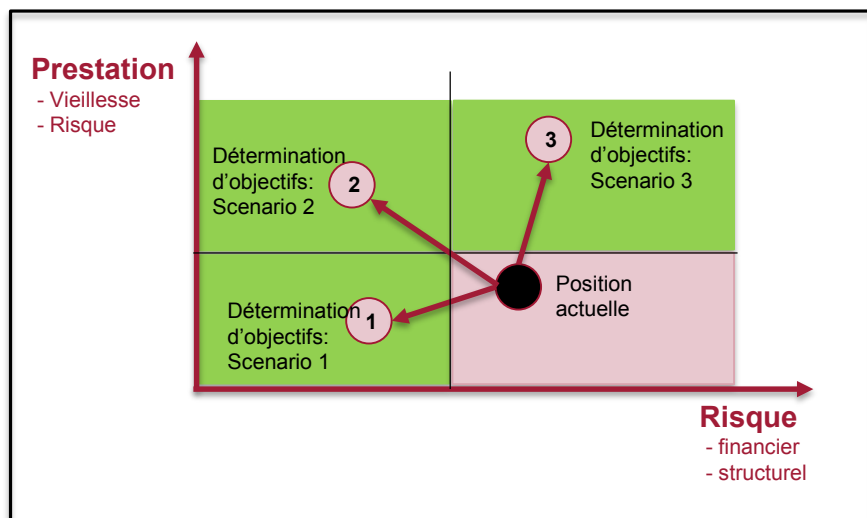 Prestation
- Vieillesse
- Risque
Détermination
d'objectifs:
Scenario 2
2
3
Détermination
d'objectifs:
Scenario 3
Détermination
d'objectifs:
Scenario 1
1
Position
actuelle
Risque
- financier
- structurel